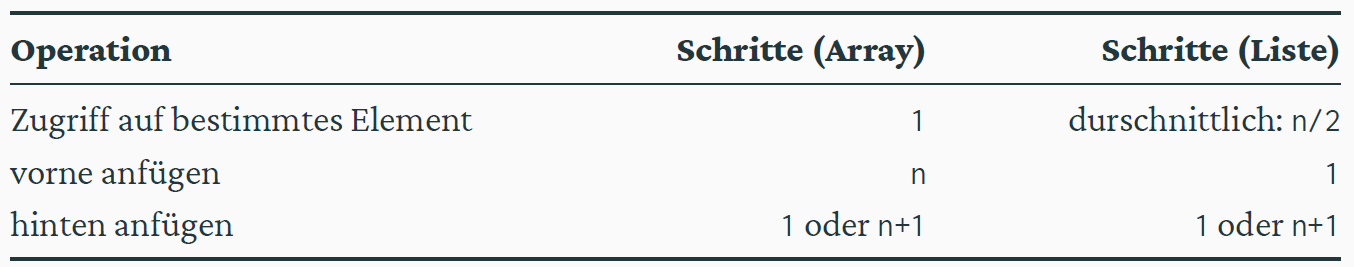 Operation Schritte (Array) Schritte (Liste)
Zugriff auf bestimmtes Element 1 durschnittlich: n/2
vorne anfügen n 1
hinten anfügen 1 oder n+1 1 oder n+1